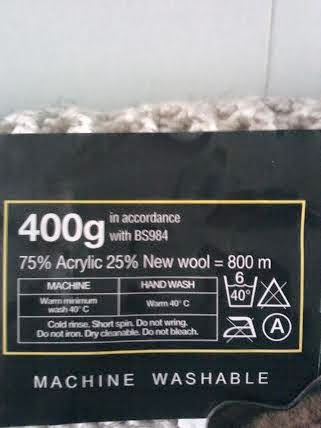 400g in accordance
with BS984
75% Acrylic 25% New wool = 800 m
MACHINE HAND WASH
Warm minimum Warm 40°C
wash 40°C
Cold rinse. Short spin. Do not wring.
Do not iron. Dry cleanable. Do not bleach.
6
40°
A
MACHINE WASHABLE